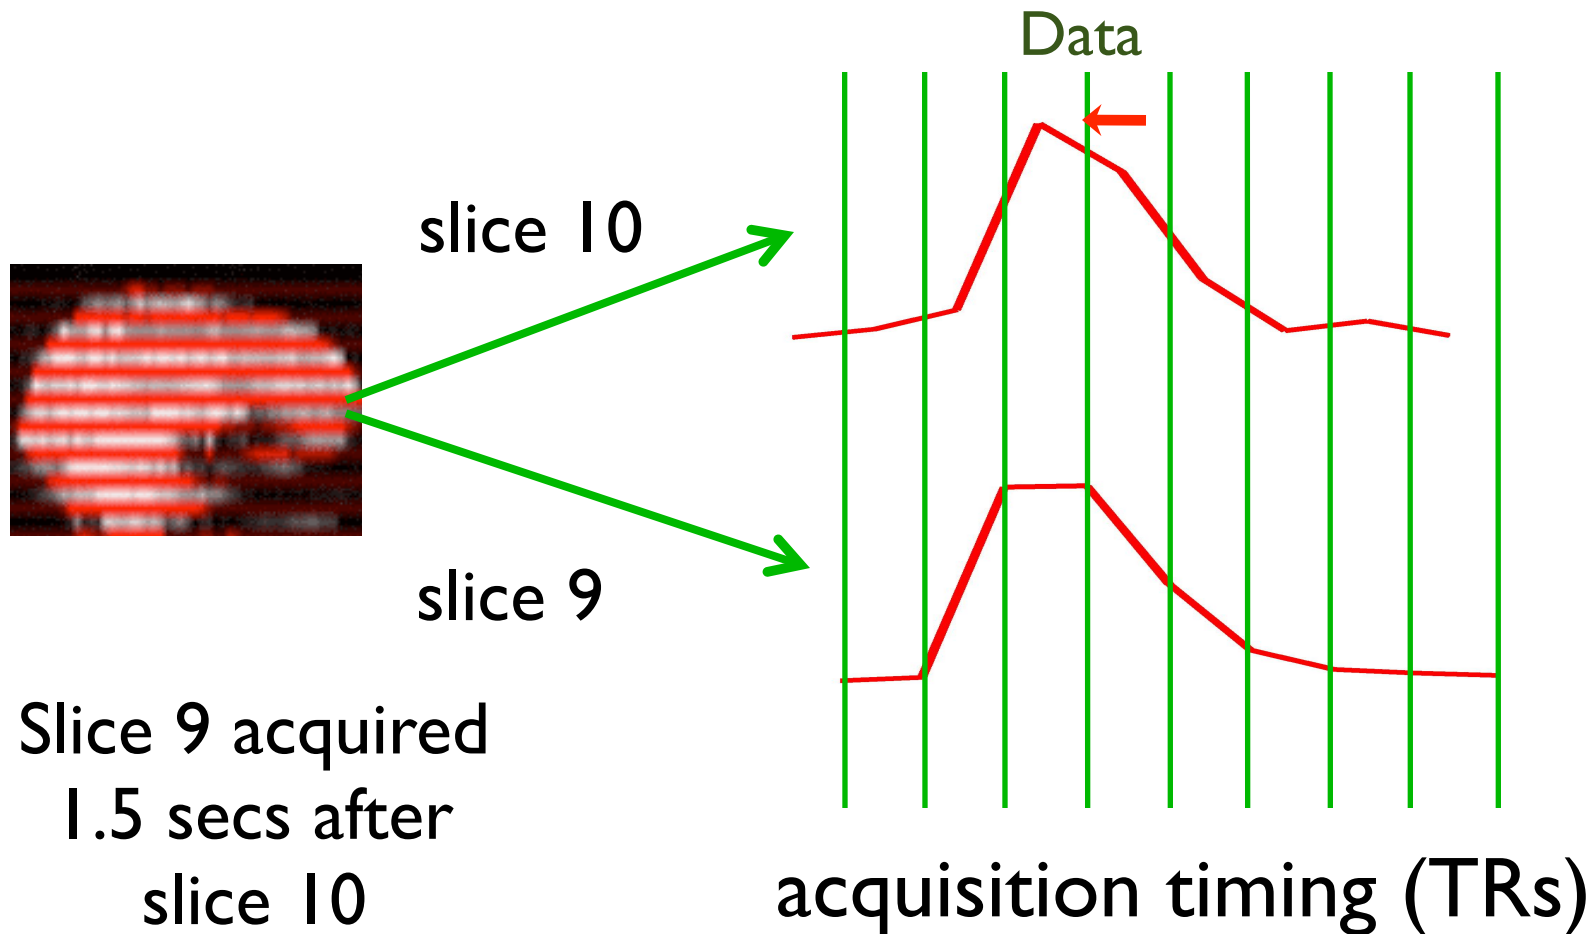 Data
slice 10
slice 9
Slice 9 acquired
1.5 secs after
slice 10
acquisition timing (TRs)